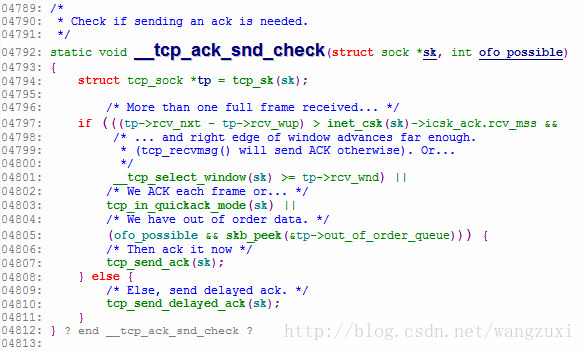 04789: /*
04790: * Check if sending an ack is needed.
04791: */
04792: static void __tcp_ack_snd_check(struct sock *sk, int ofo possible)
04793: {
04794: struct tcp_sock *tp = tcp_sk(sk);
04795:
04796: /* More than one full frame received... */
04797: if (((tp->rcv_nxt - tp->rcv_wup) > inet_csk(sk)->icsk_ack.rcv_mss &&
04798: /* ... and right edge of window advances far enough.
04799: * (tcp_recvmsg() will send ACK otherwise). Or...
04800: */
04801: __tcp_select_window(sk) >= tp->rcv_wnd) ||
04802: /* We ACK each frame or... */
04803: tcp_in_quickack_mode(sk) ||
04804: /* We have out of order data. */
04805: (ofo_possible && skb_peek(&tp->out_of_order_queue))) {
04806: /* Then ack it now */
04807: tcp_send_ack(sk);
04808: } else {
04809: /* Else, send delayed ack. */
04810: tcp_send_delayed_ack(sk);
04811: }
04812: } ? end __tcp_ack_snd_check ?
04813:
http://blog.csdn.net/wangzuxi